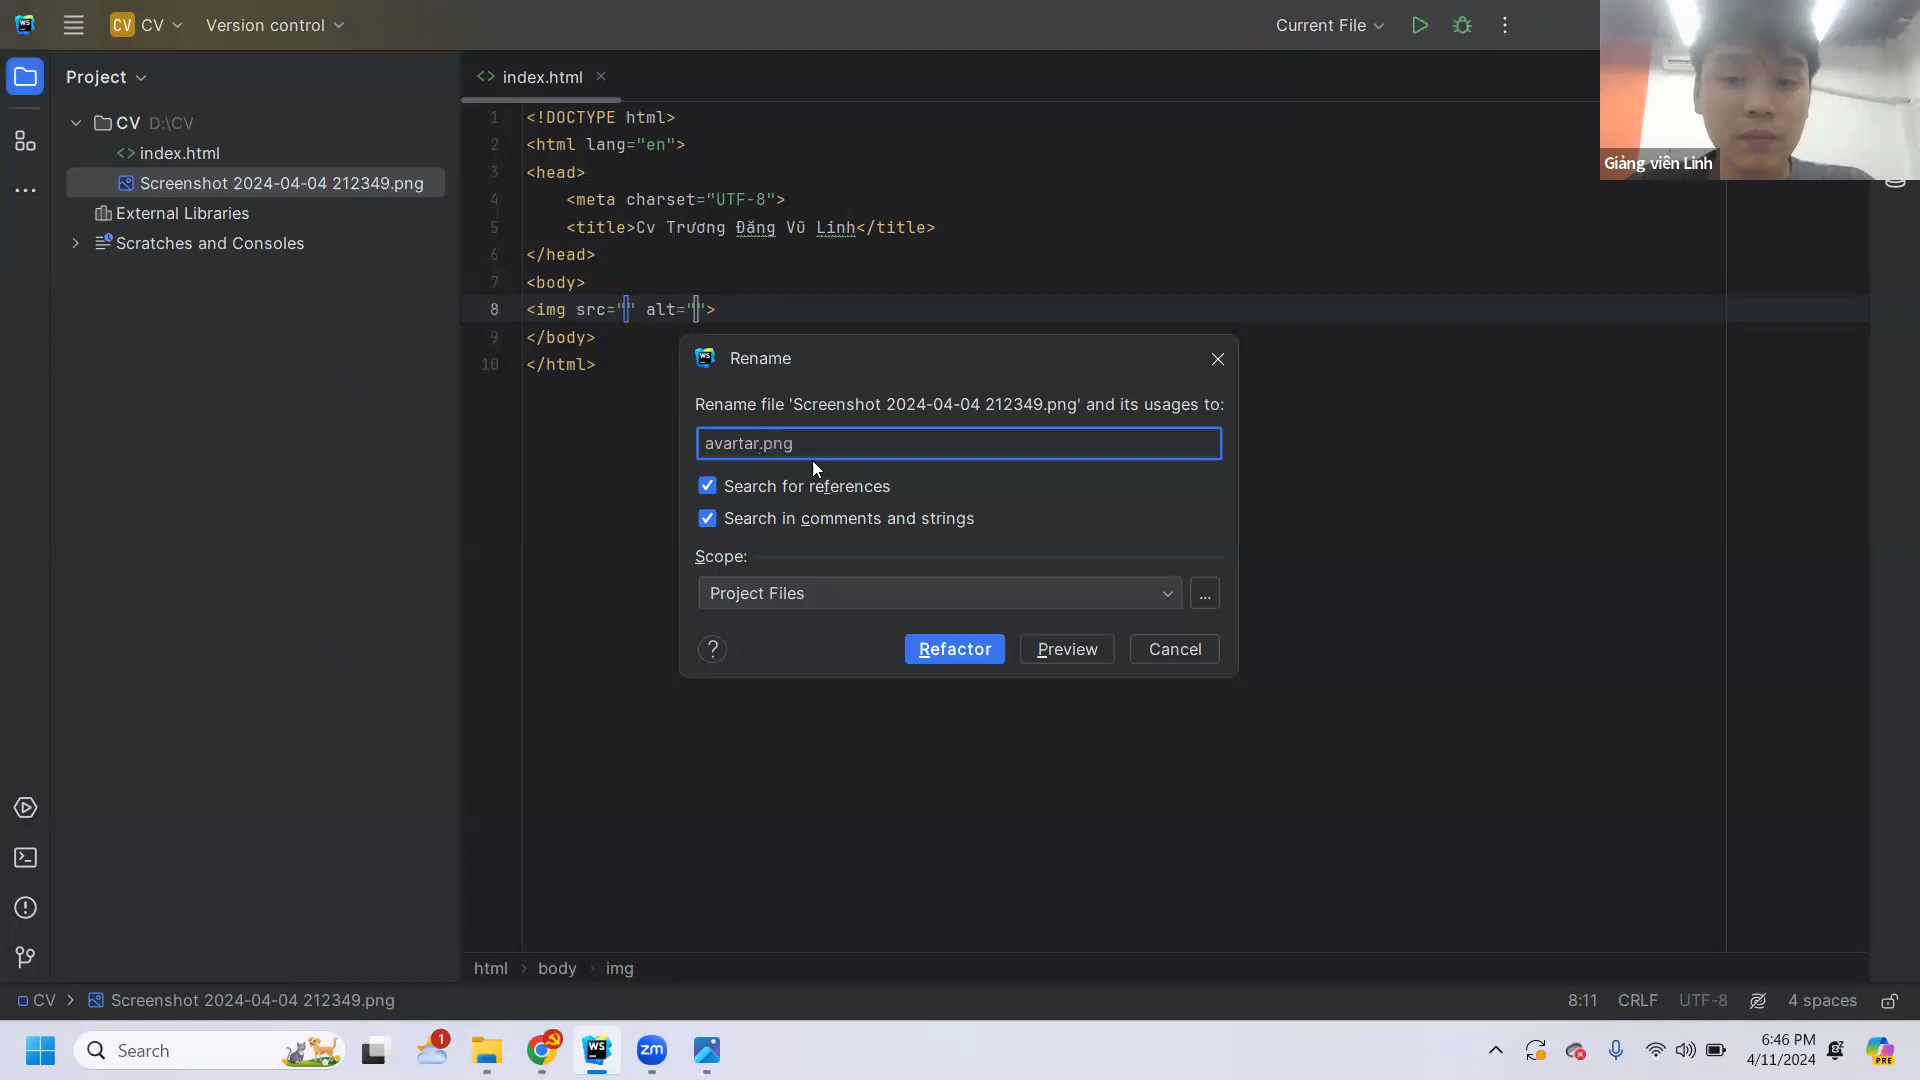 CV CV Version control Current File
Project
index.html
CV D:\CV
index.html
Screenshot 2024-04-04 212349.png
External Libraries
Scratches and Consoles
1 <!DOCTYPE html>
2 <html lang="en">
3 <head>
4 <meta charset="UTF-8">
5 <title>Cv Trương Đăng Vũ Linh</title>
6 </head>
7 <body>
8 <img src="" alt="">
9 </body>
10 </html>
Giảng viên Linh
Rename
Rename file 'Screenshot 2024-04-04 212349.png' and its usages to:
avartar.png
Search for references
Search in comments and strings
Scope:
Project Files
...
? Refactor Preview Cancel
html › body › img
CV › Screenshot 2024-04-04 212349.png
8:11 CRLF UTF-8 4 spaces
Search
1
zm
6:46 PM
4/11/2024
PRE